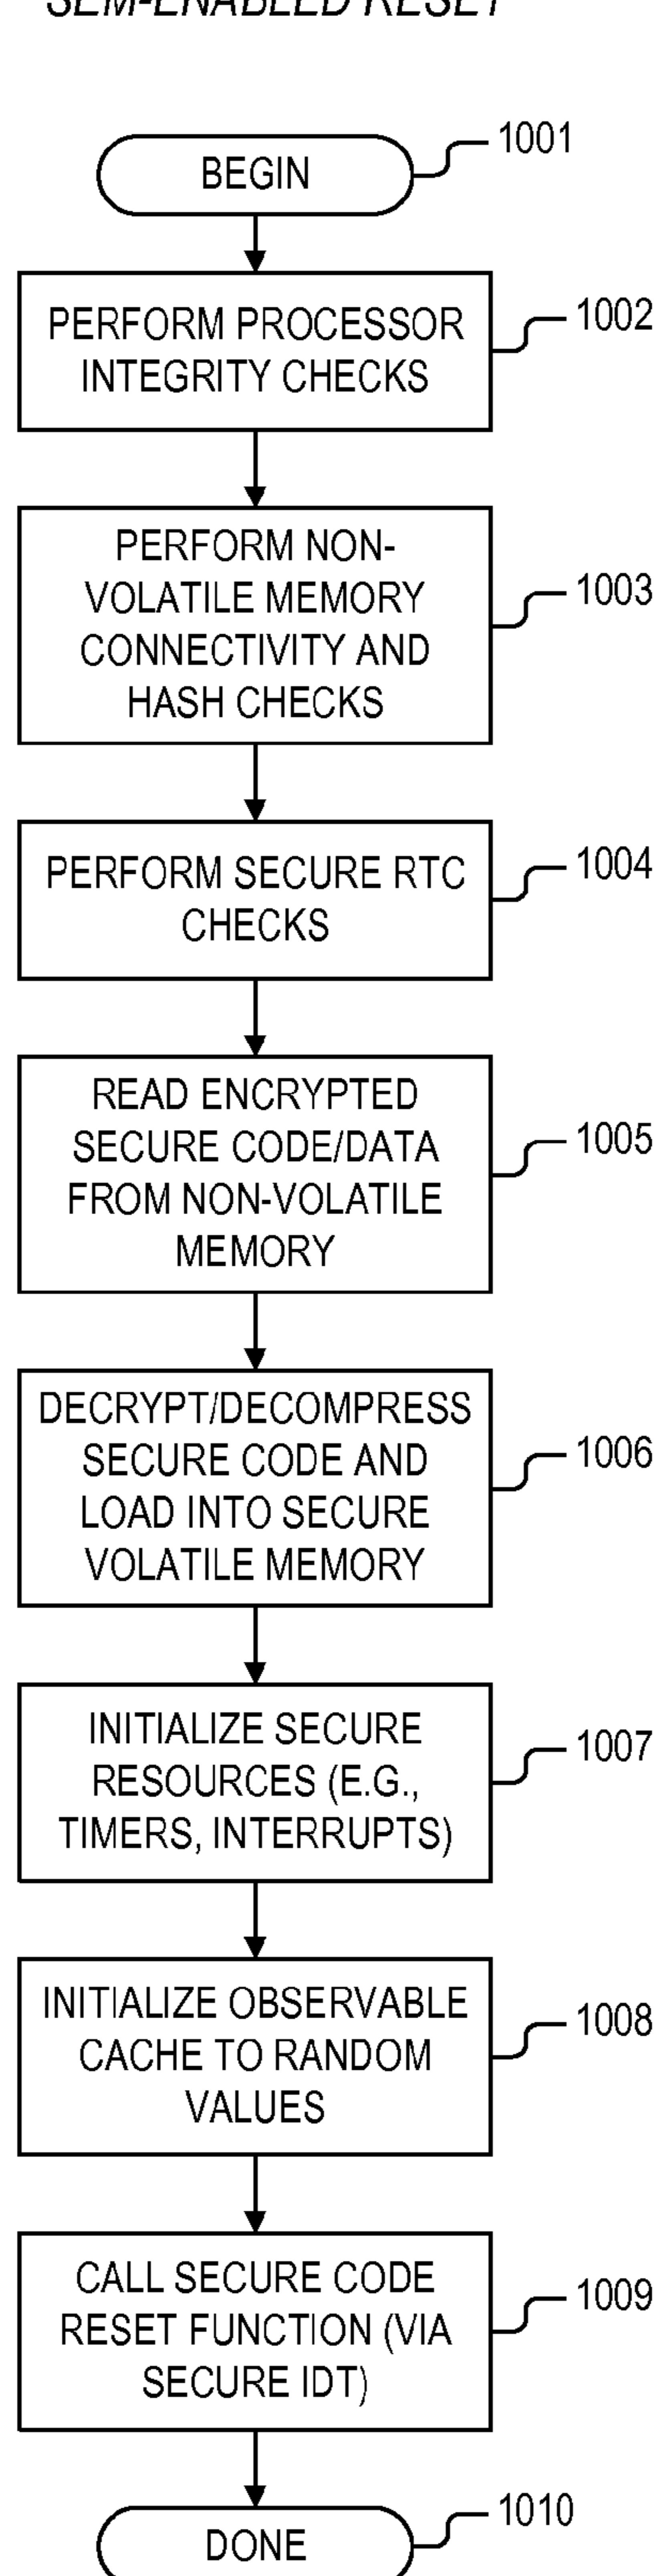 SEM-ENABLED RESET
BEGIN
1001
PERFORM PROCESSOR
INTEGRITY CHECKS
1002
PERFORM NON-
VOLATILE MEMORY
CONNECTIVITY AND
HASH CHECKS
1003
PERFORM SECURE RTC
CHECKS
1004
READ ENCRYPTED
SECURE CODE/DATA
FROM NON-VOLATILE
MEMORY
1005
DECRYPT/DECOMPRESS
SECURE CODE AND
LOAD INTO SECURE
VOLATILE MEMORY
1006
INITIALIZE SECURE
RESOURCES (E.G.,
TIMERS, INTERRUPTS)
1007
INITIALIZE OBSERVABLE
CACHE TO RANDOM
VALUES
1008
CALL SECURE CODE
RESET FUNCTION (VIA
SECURE IDT)
1009
DONE
1010